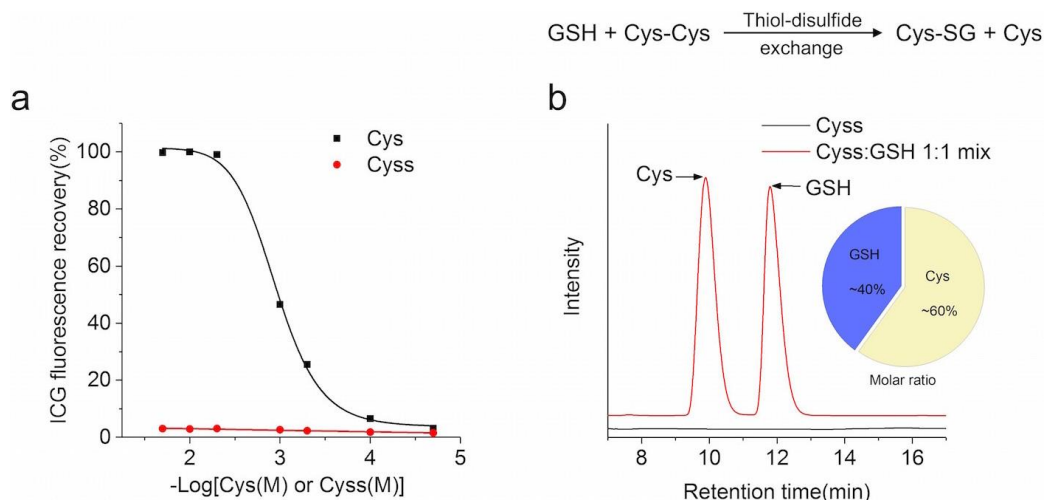 GSH + Cys-Cys
Thiol-disulfide
exchange
Cys-SG + Cys
a
ICG fluorescence recovery(%)
100
80
60
40
20
0
Cys
Cyss
2
3
4
5
-Log[Cys(M) or Cyss(M)]
b
Intensity
Cyss
Cyss:GSH 1:1 mix
Cys
GSH
GSH
~40%
Cys
~60%
Molar ratio
8
10
12
14
16
Retention time(min)